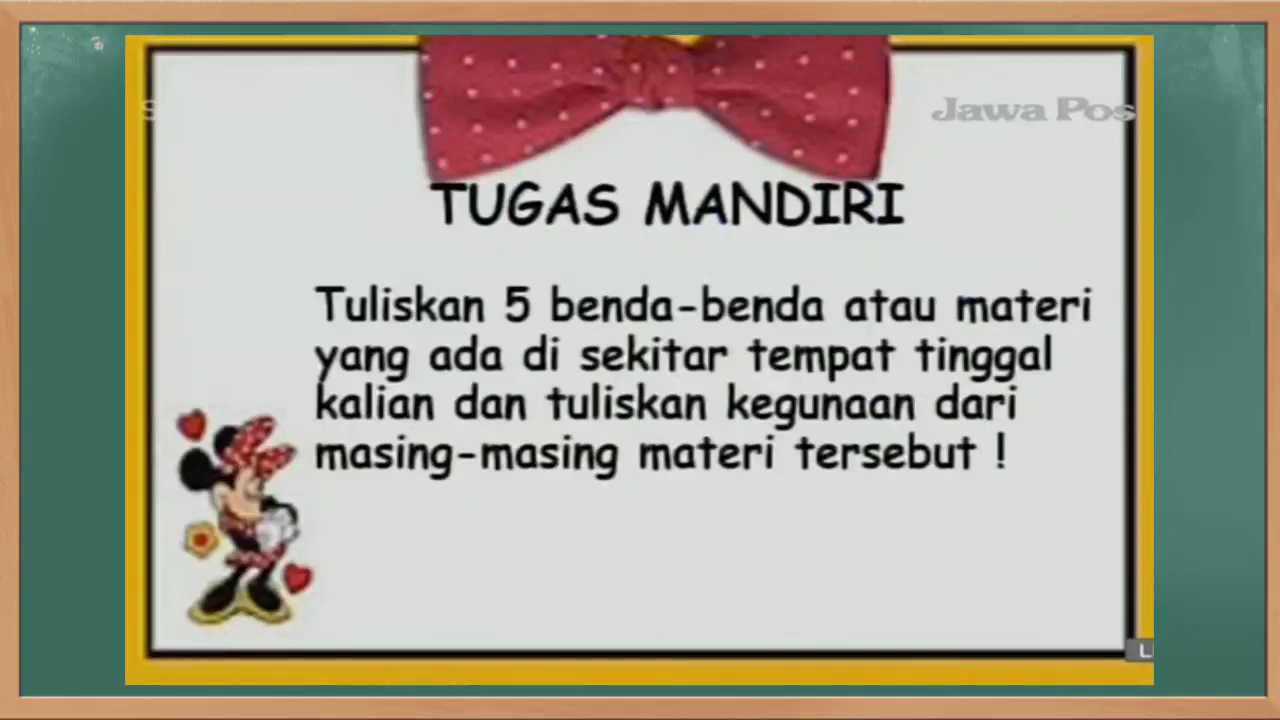 Jawa Pos
TUGAS MANDIRI
Tuliskan 5 benda-benda atau materi
yang ada di sekitar tempat tinggal
kalian dan tuliskan kegunaan dari
masing-masing materi tersebut !